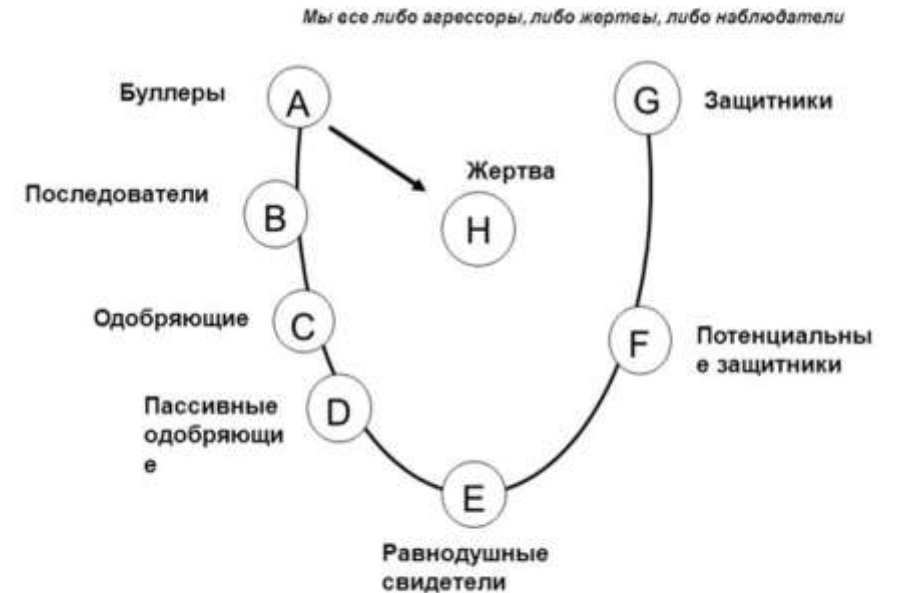 Мы все либо агрессоры, либо жертвы, либо наблюдатели
Буллеры
A
G
Защитники
Жертва
H
Последователи
B
Одобряющие
C
F
Потенциальны
е защитники
Пассивные
одобряющи
е
D
E
Равнодушные
свидетели